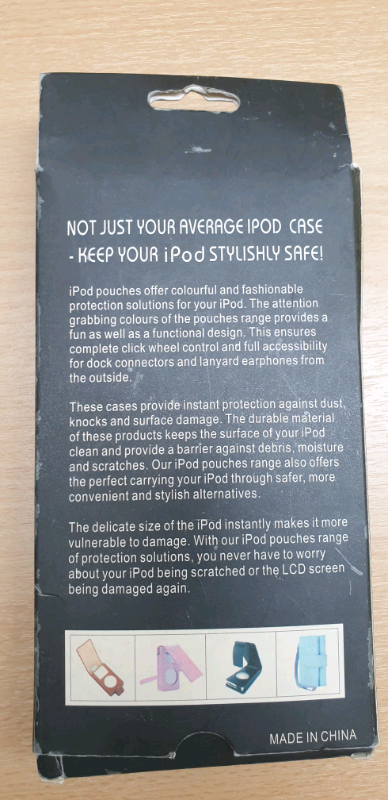 NOT JUST YOUR AVERAGE IPOD CASE
- KEEP YOUR iPod STYLISHLY SAFE!
iPod pouches offer colourful and fashionable
protection solutions for your iPod. The attention
grabbing colours of the pouches range provides a
fun as well as a functional design. This ensures
complete click wheel control and full accessibility
for dock connectors and lanyard earphones from
the outside.
These cases provide instant protection against dust,
knocks and surface damage. The durable material
of these products keeps the surface of your iPod
clean and provide a barrier against debris, moisture
and scratches. Our iPod pouches range also offers
the perfect carrying your iPod through safer, more
convenient and stylish alternatives.
The delicate size of the iPod instantly makes it more
vulnerable to damage. With our iPod pouches range
of protection solutions, you never have to worry
about your iPod being scratched or the LCD screen
being damaged again.
MADE IN CHINA